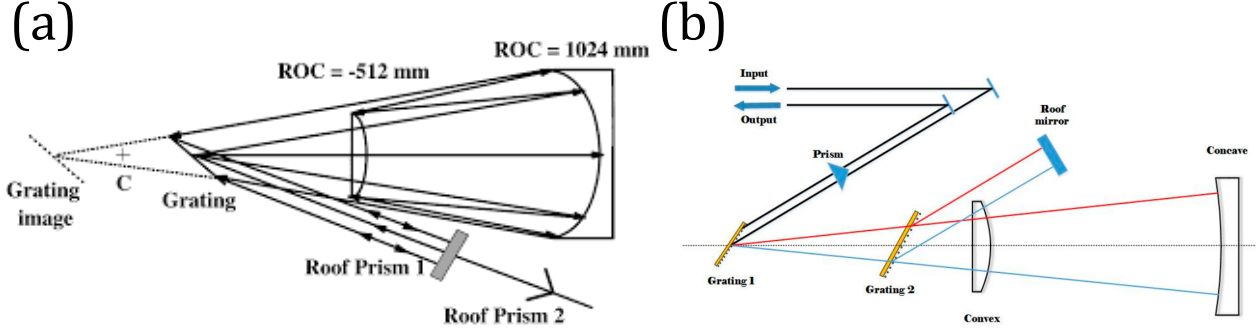 (a)
ROC = 1024 mm
ROC = -512 mm
C
Grating
image
Grating
Roof Prism 1
Roof Prism 2
(b)
Input
Output
Prism
Roof
mirror
Concave
Grating 1
Grating 2
Convex